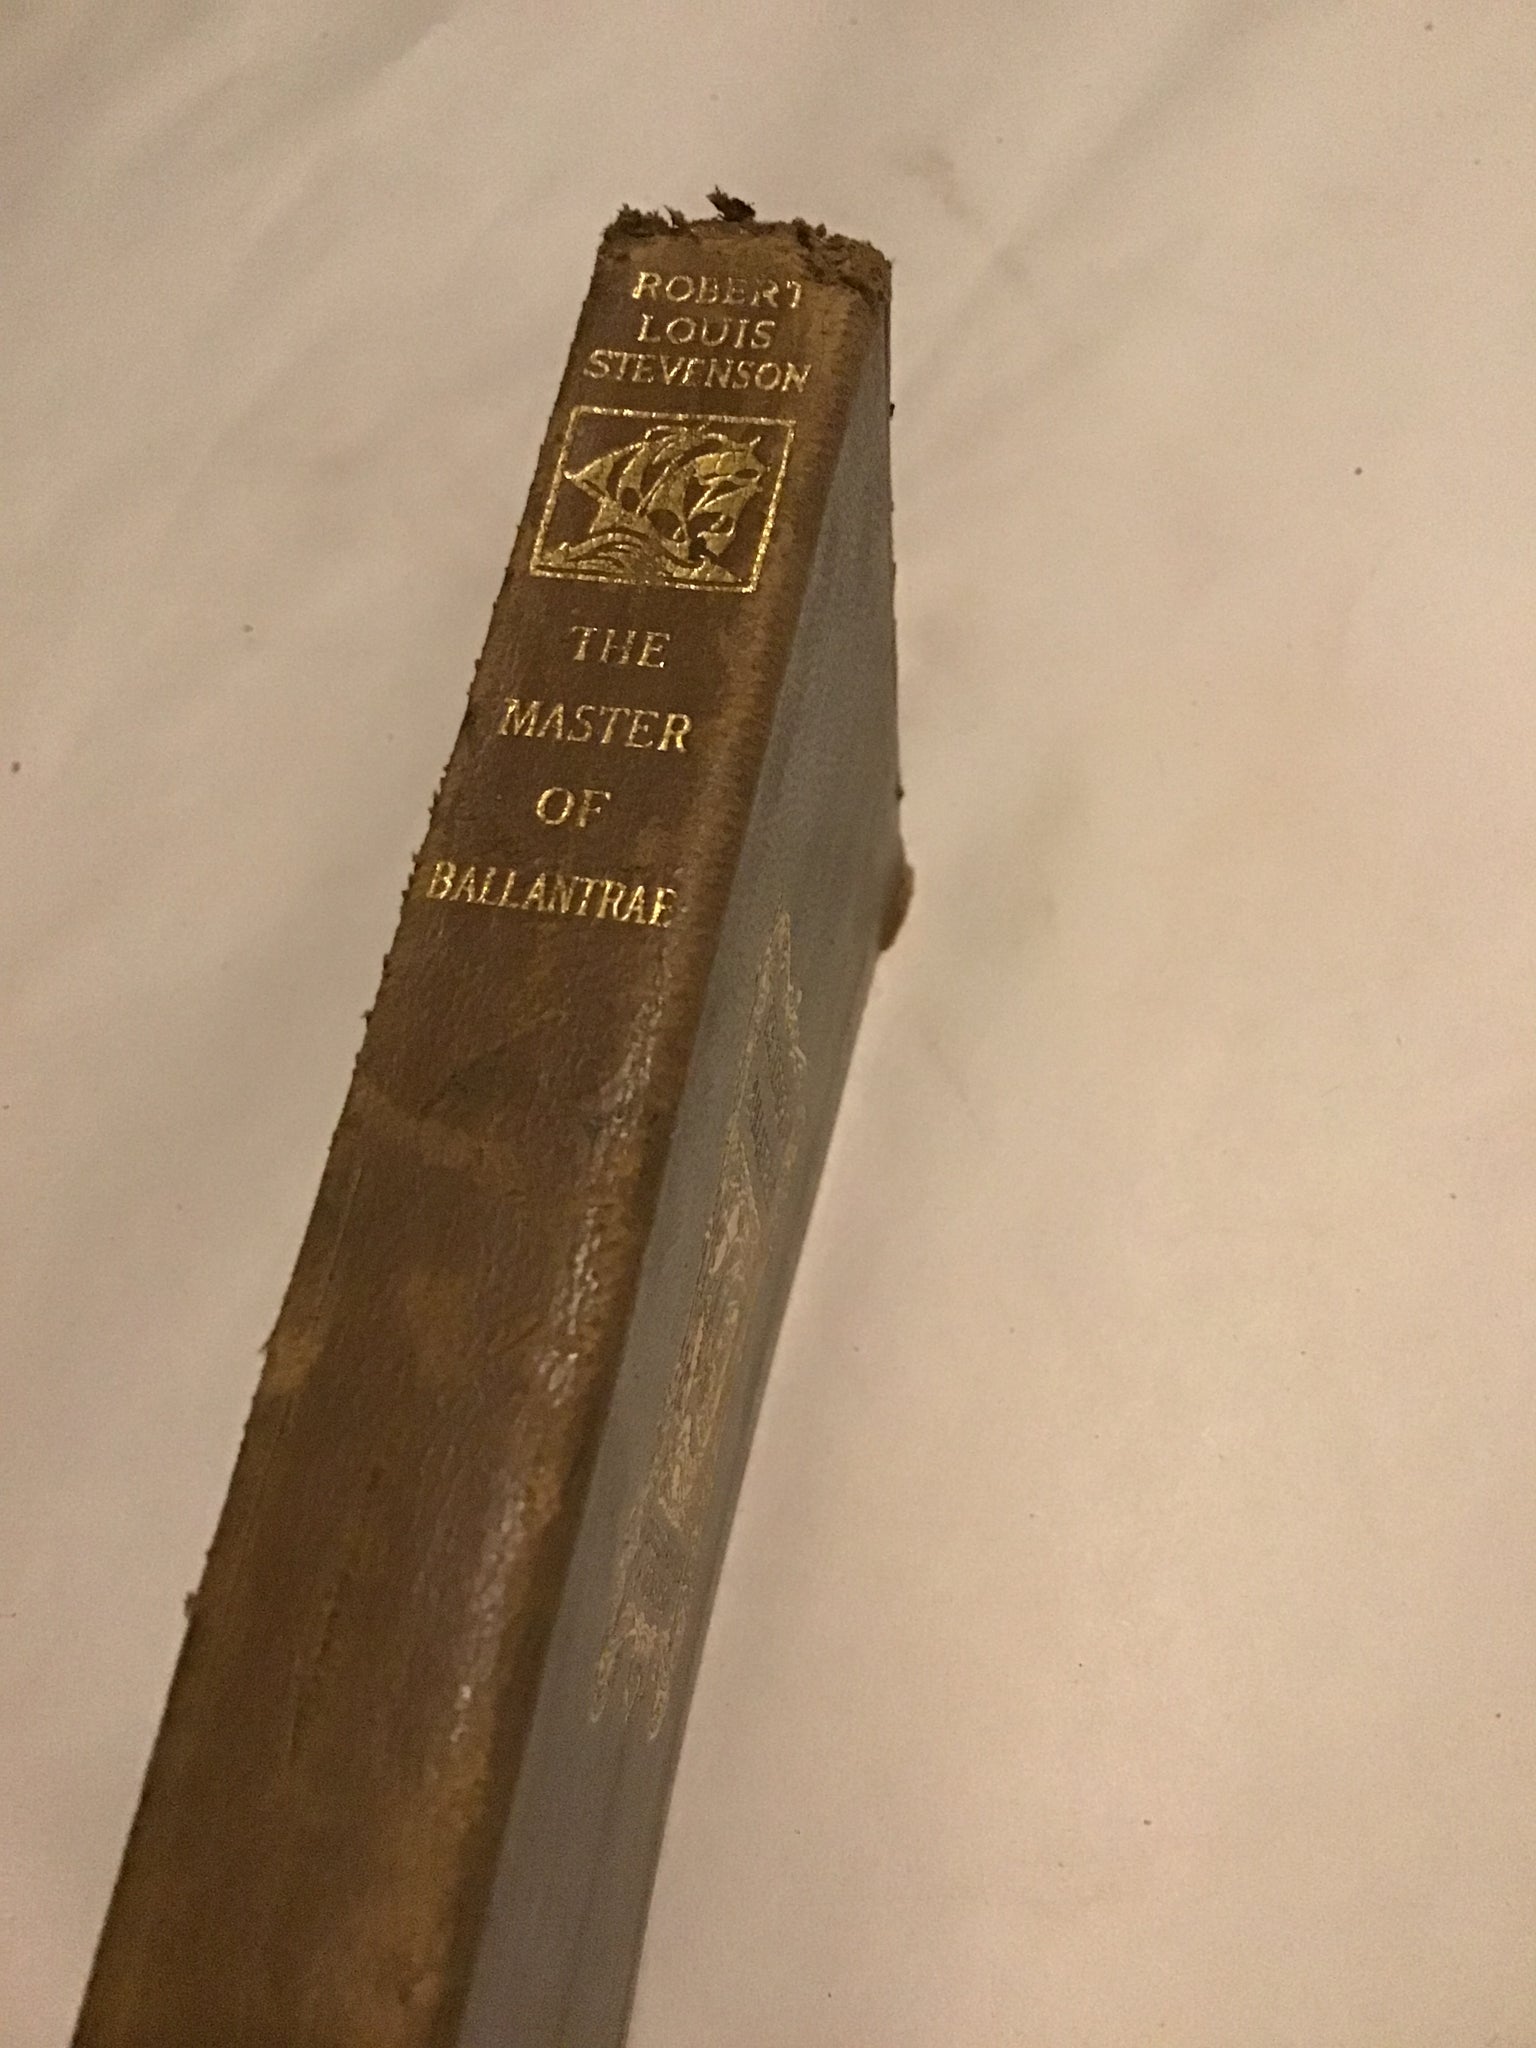 ROBERT
LOUIS
STEVENSON
THE
MASTER
OF
BALLANTRAE